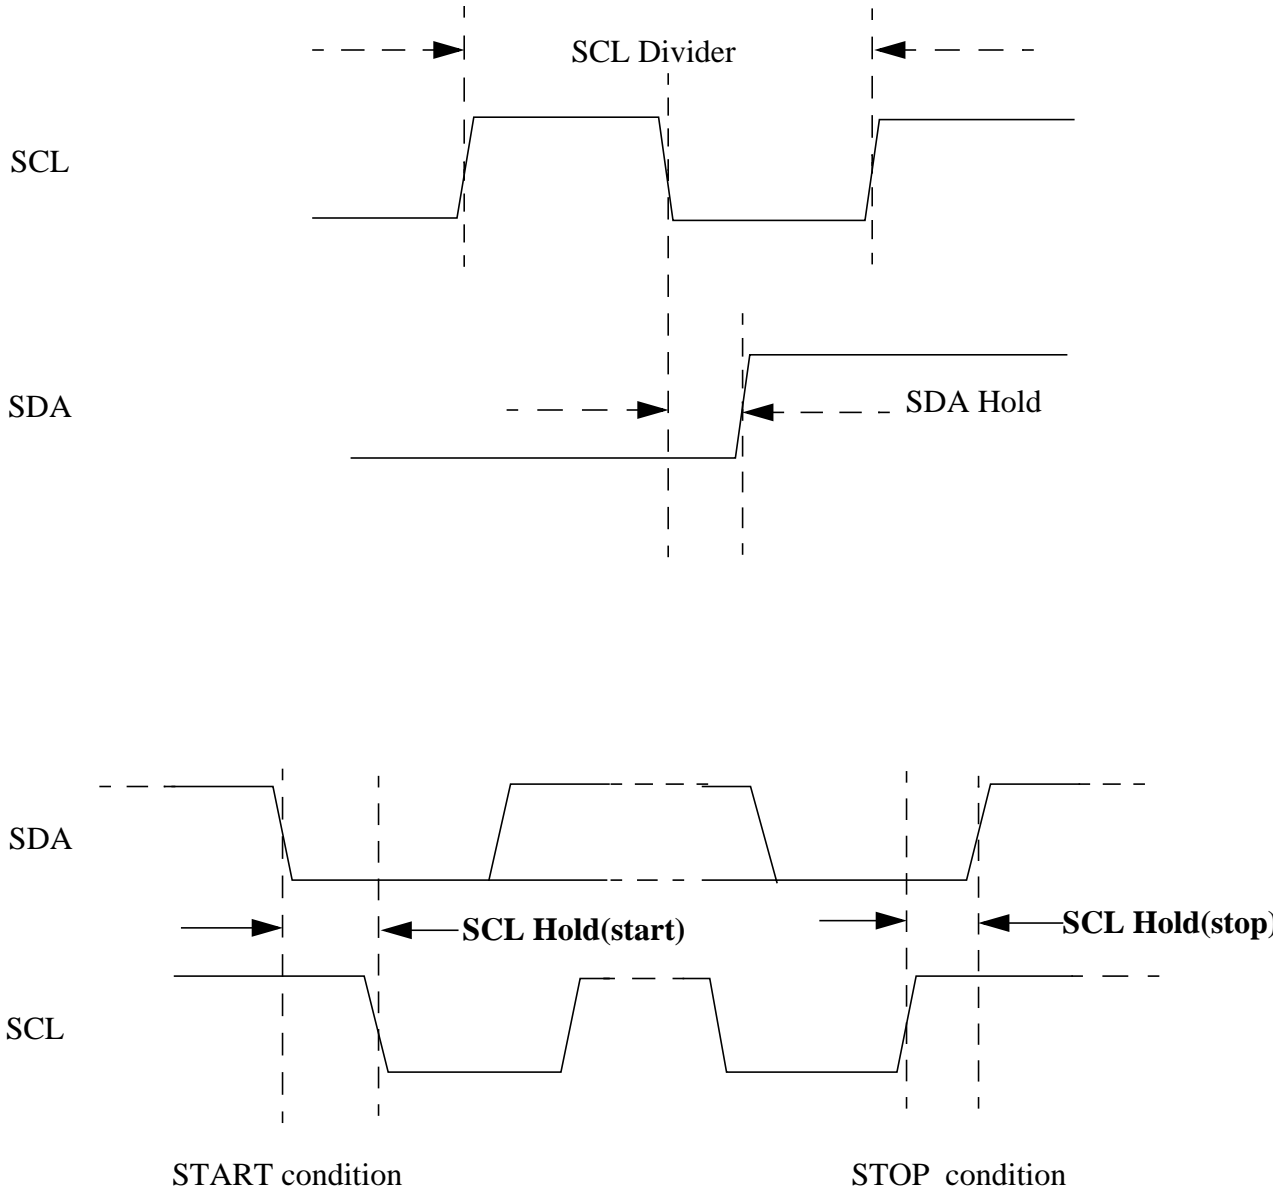 SCL Divider
SCL
SDA
SDA Hold
SDA
SCL Hold(start)
SCL Hold(stop)
SCL
START condition
STOP condition